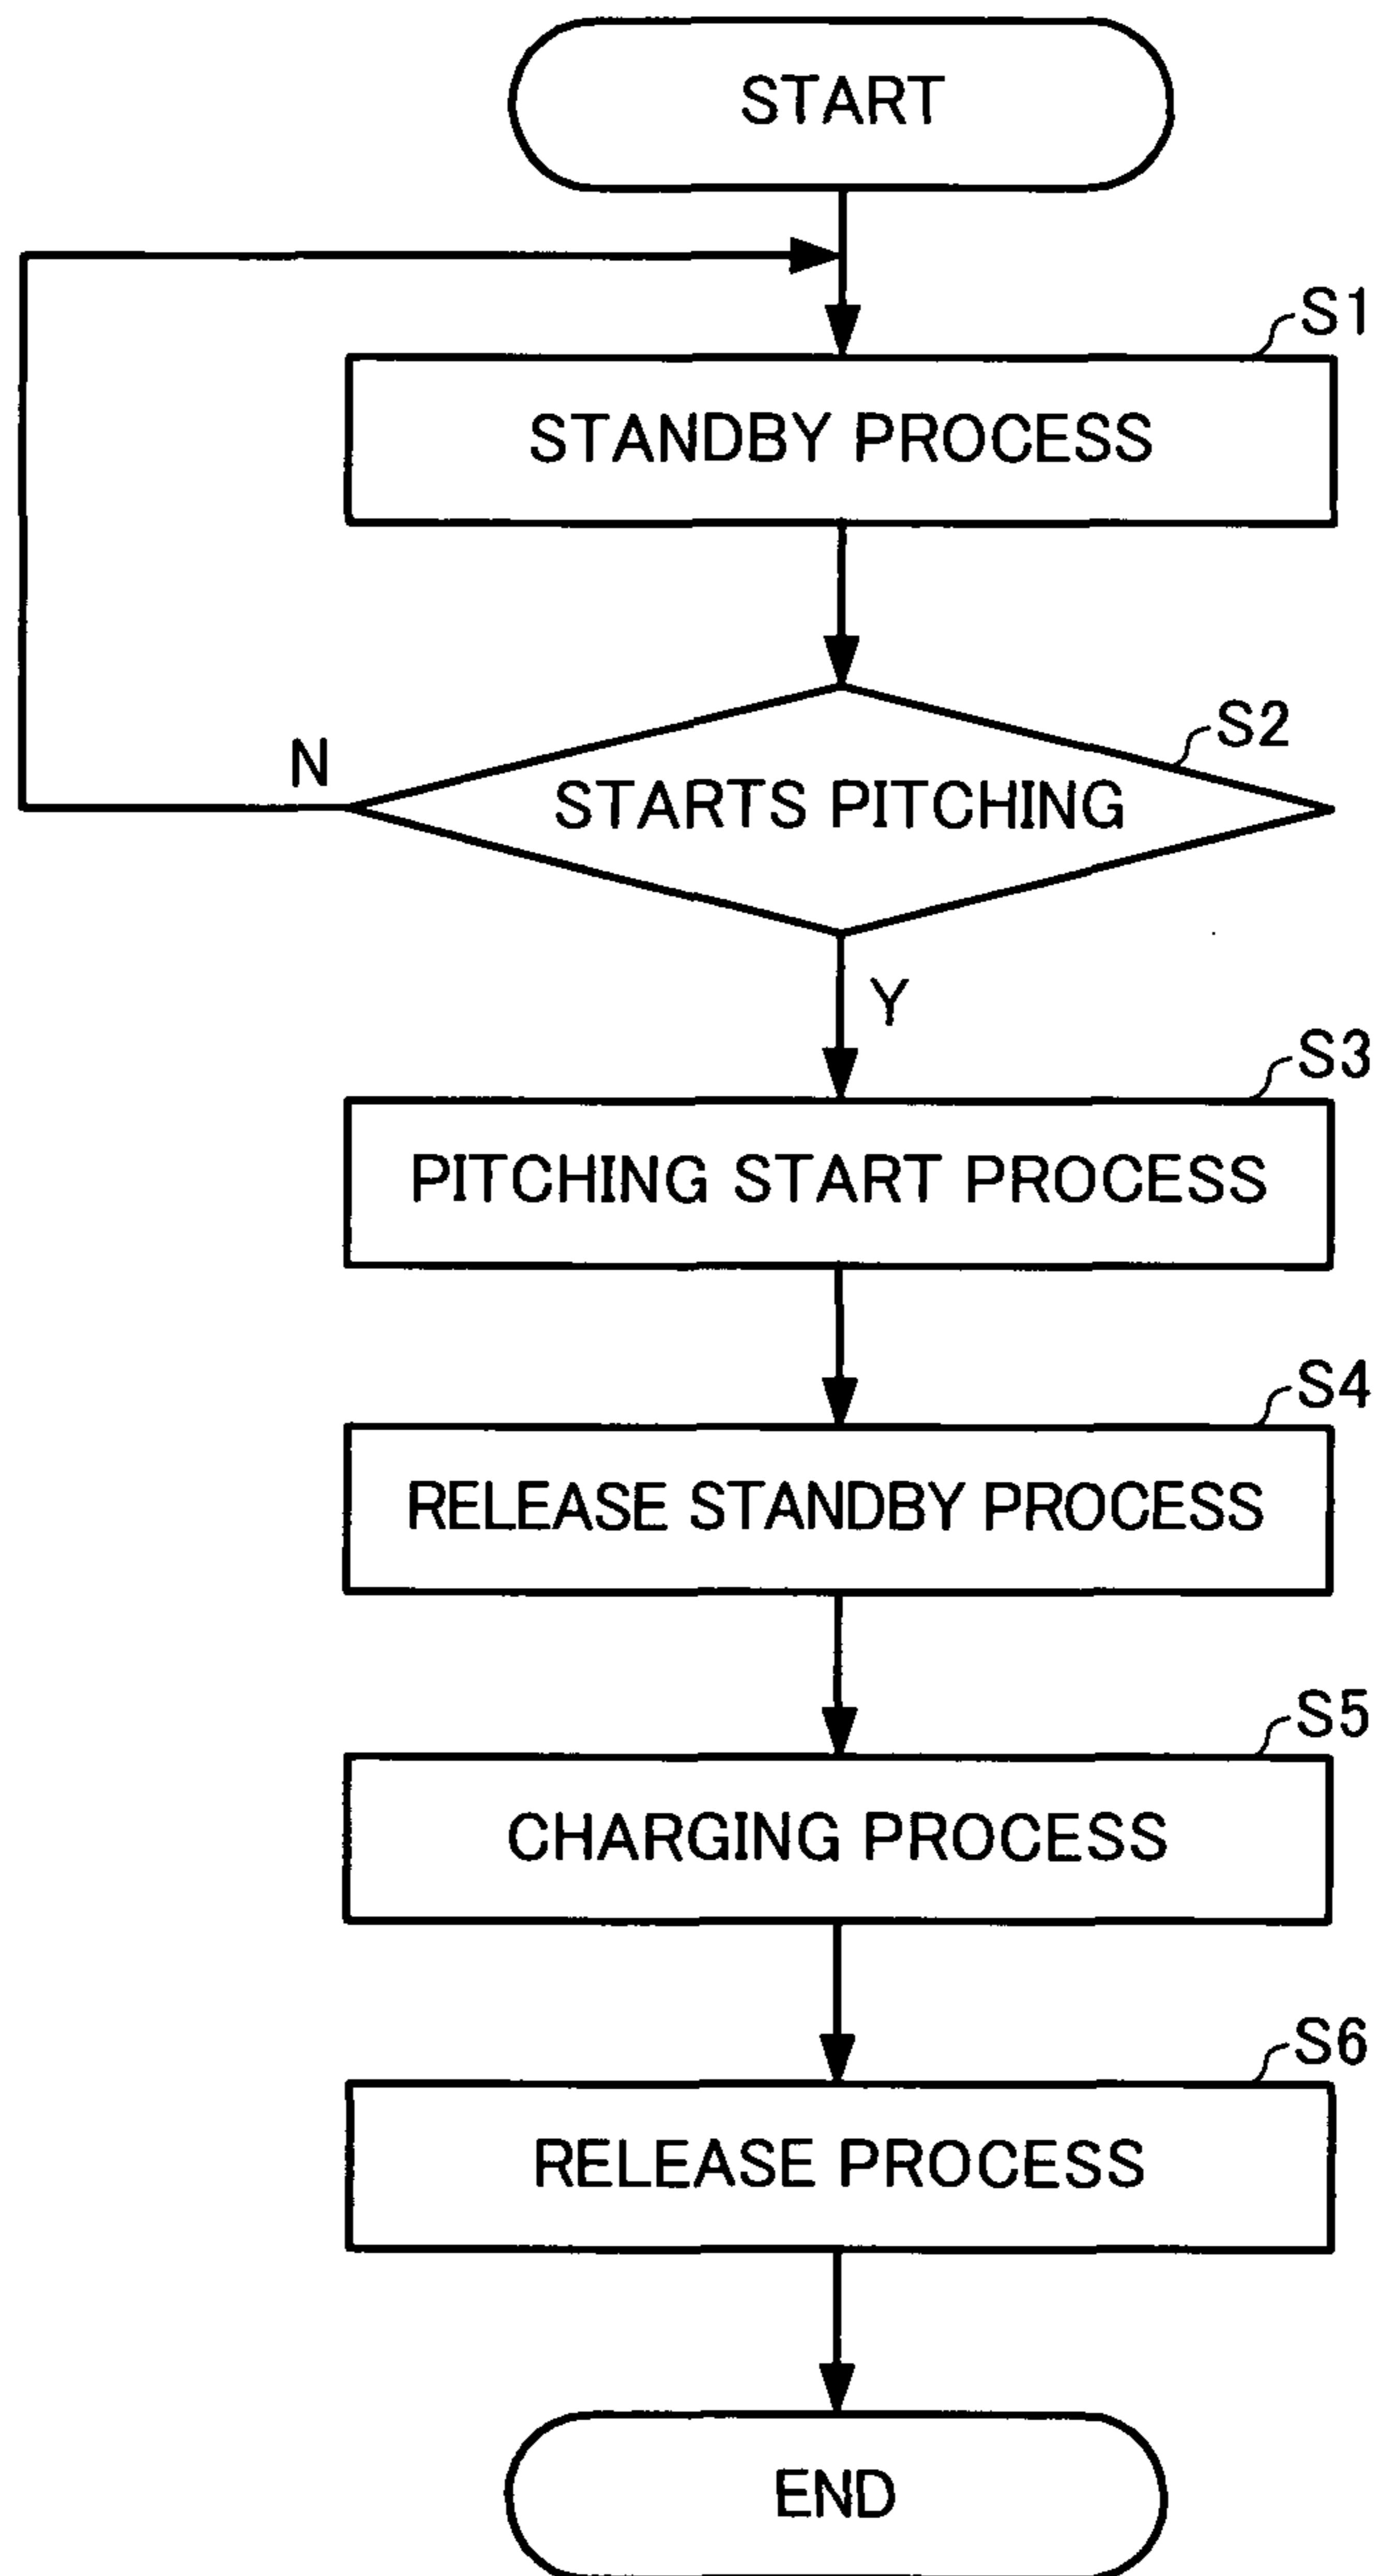 START
S1
STANDBY PROCESS
S2
N
STARTS PITCHING
Y
S3
PITCHING START PROCESS
S4
RELEASE STANDBY PROCESS
S5
CHARGING PROCESS
S6
RELEASE PROCESS
END